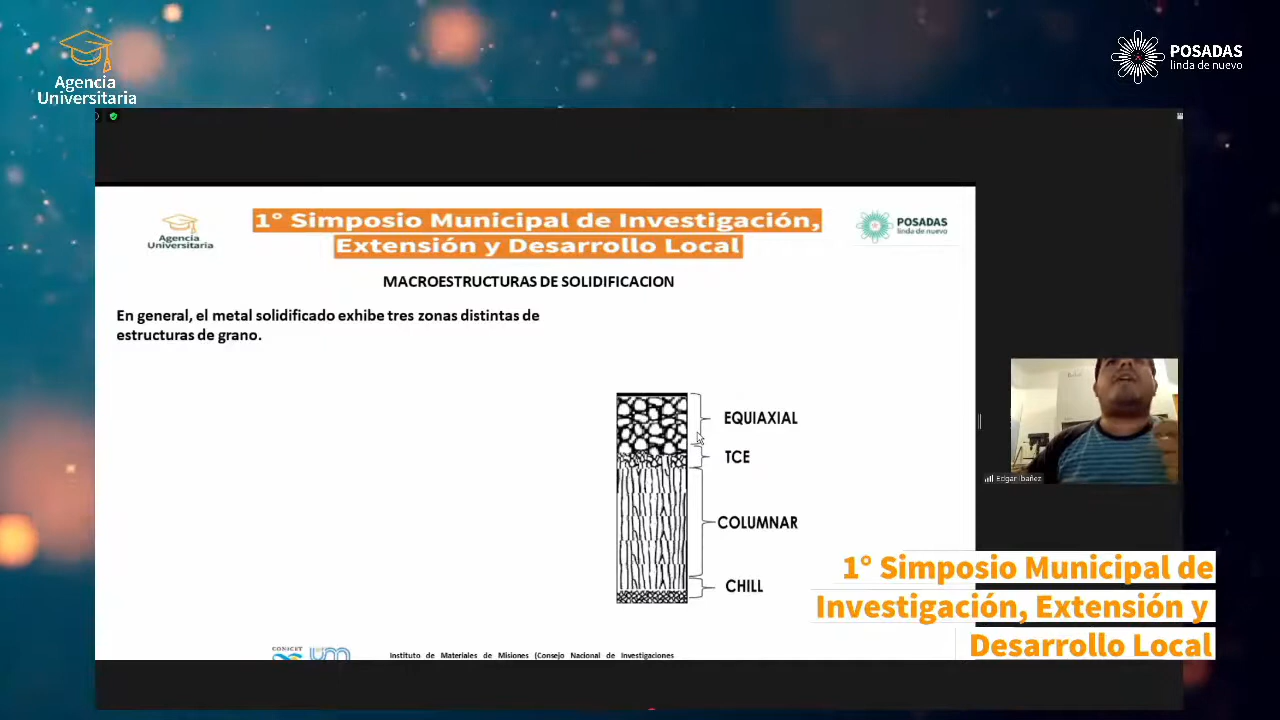 Agencia
Universitaria
POSADAS
linda de nuevo
Agencia
Universitaria
1° Simposio Municipal de Investigación,
Extensión y Desarrollo Local
POSADAS
linda de nuevo
MACROESTRUCTURAS DE SOLIDIFICACION
En general, el metal solidificado exhibe tres zonas distintas de
estructuras de grano.
EQUIAXIAL
TCE
COLUMNAR
CHILL
Edgar Ibañez
1° Simposio Municipal de
Investigación, Extensión y
Desarrollo Local
CONICET
Instituto de Materiales de Misiones (Consejo Nacional de Investigaciones